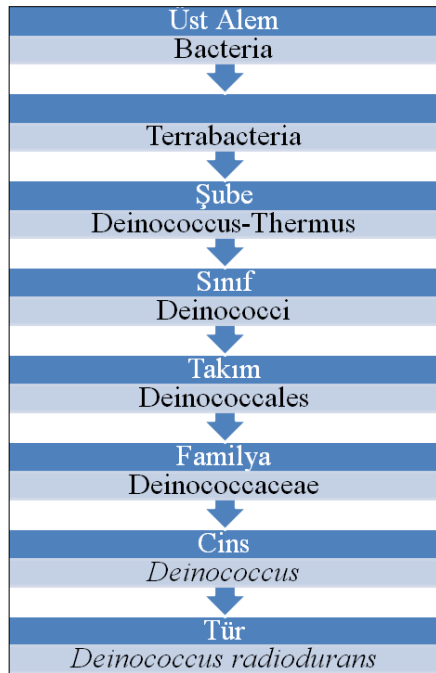 Üst Alem
Bacteria
Terrabacteria
Şube
Deinococcus-Thermus
Sınıf
Deinococci
Takım
Deinococcales
Familya
Deinococcaceae
Cins
Deinococcus
Tür
Deinococcus radiodurans